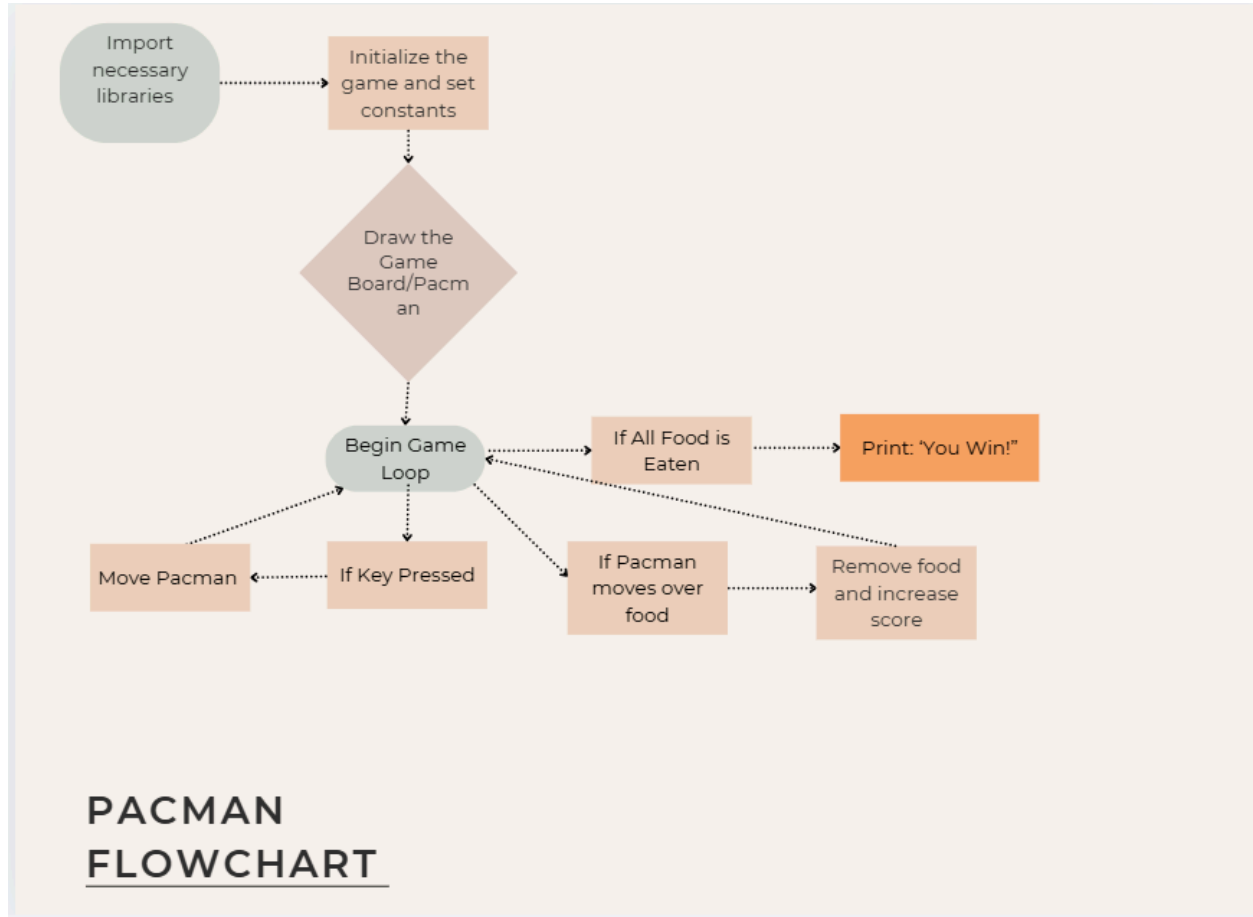 Import
necessary
libraries
Initialize the
game and set
constants
Draw the
Game
Board/Pacm
an
Begin Game
Loop
If All Food is
Eaten
Print: ‘You Win!”
Move Pacman
If Key Pressed
If Pacman
moves over
food
Remove food
and increase
score
PACMAN
FLOWCHART